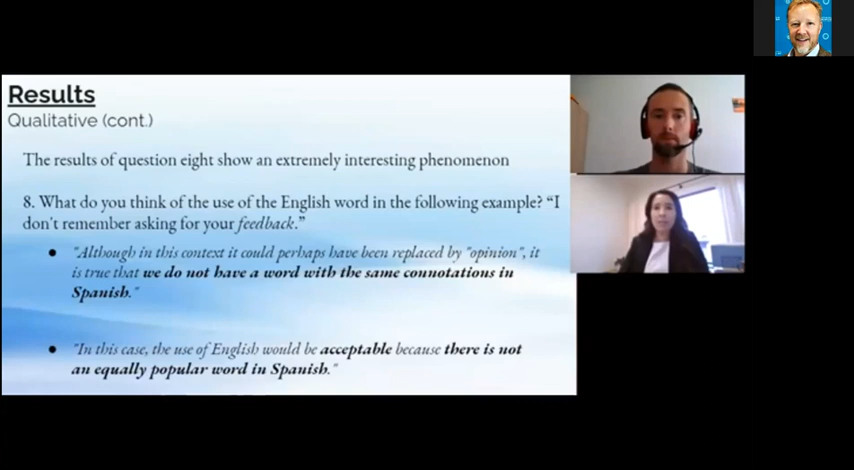 Results
Qualitative (cont.)
The results of question eight show an extremely interesting phenomenon
8. What do you think of the use of the English word in the following example? “I
don't remember asking for your feedback.”
● "Although in this context it could perhaps have been replaced by "opinion", it
is true that we do not have a word with the same connotations in
Spanish."
● "In this case, the use of English would be acceptable because there is not
an equally popular word in Spanish."